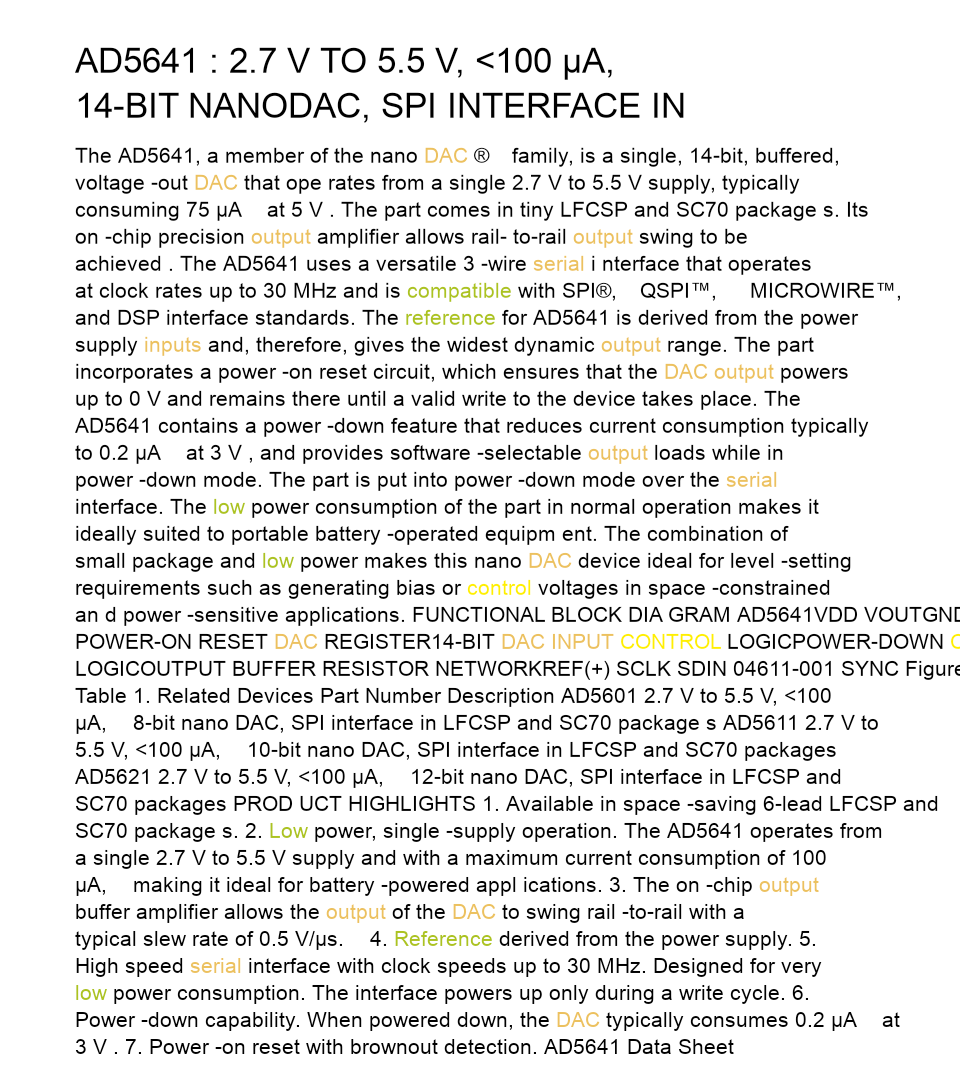 AD5641 : 2.7 V TO 5.5 V, <100 µA,
14-BIT NANODAC, SPI INTERFACE IN
The AD5641, a member of the nano DAC ® family, is a single, 14-bit, buffered,
voltage -out DAC that ope rates from a single 2.7 V to 5.5 V supply, typically
consuming 75 µA at 5 V . The part comes in tiny LFCSP and SC70 package s. Its
on -chip precision output amplifier allows rail- to-rail output swing to be
achieved . The AD5641 uses a versatile 3 -wire serial i nterface that operates
at clock rates up to 30 MHz and is compatible with SPI®, QSPI™, MICROWIRE™,
and DSP interface standards. The reference for AD5641 is derived from the power
supply inputs and, therefore, gives the widest dynamic output range. The part
incorporates a power -on reset circuit, which ensures that the DAC output powers
up to 0 V and remains there until a valid write to the device takes place. The
AD5641 contains a power -down feature that reduces current consumption typically
to 0.2 µA at 3 V , and provides software -selectable output loads while in
power -down mode. The part is put into power -down mode over the serial
interface. The low power consumption of the part in normal operation makes it
ideally suited to portable battery -operated equipm ent. The combination of
small package and low power makes this nano DAC device ideal for level -setting
requirements such as generating bias or control voltages in space -constrained
an d power -sensitive applications. FUNCTIONAL BLOCK DIA GRAM AD5641VDD VOUTGND
POWER-ON RESET DAC REGISTER14-BIT DAC INPUT CONTROL LOGICPOWER-DOWN
LOGICOUTPUT BUFFER RESISTOR NETWORKREF(+) SCLK SDIN 04611-001 SYNC Figure
Table 1. Related Devices Part Number Description AD5601 2.7 V to 5.5 V, <100
µA, 8-bit nano DAC, SPI interface in LFCSP and SC70 package s AD5611 2.7 V to
5.5 V, <100 µA, 10-bit nano DAC, SPI interface in LFCSP and SC70 packages
AD5621 2.7 V to 5.5 V, <100 µA, 12-bit nano DAC, SPI interface in LFCSP and
SC70 packages PROD UCT HIGHLIGHTS 1. Available in space -saving 6-lead LFCSP and
SC70 package s. 2. Low power, single -supply operation. The AD5641 operates from
a single 2.7 V to 5.5 V supply and with a maximum current consumption of 100
µA, making it ideal for battery -powered appl ications. 3. The on -chip output
buffer amplifier allows the output of the DAC to swing rail -to-rail with a
typical slew rate of 0.5 V/µs. 4. Reference derived from the power supply. 5.
High speed serial interface with clock speeds up to 30 MHz. Designed for very
low power consumption. The interface powers up only during a write cycle. 6.
Power -down capability. When powered down, the DAC typically consumes 0.2 µA at
3 V . 7. Power -on reset with brownout detection. AD5641 Data Sheet